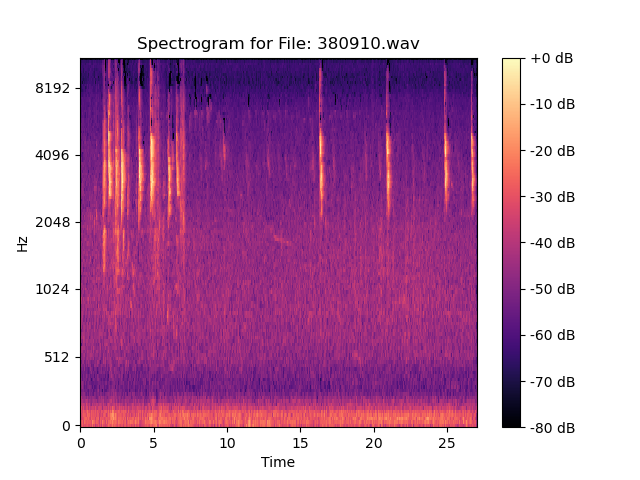 Spectrogram for File: 380910.wav
8192
4096
2048
1024
512
0
Hz
0 5 10 15 20 25
Time
+0 dB
-10 dB
-20 dB
-30 dB
-40 dB
-50 dB
-60 dB
-70 dB
-80 dB